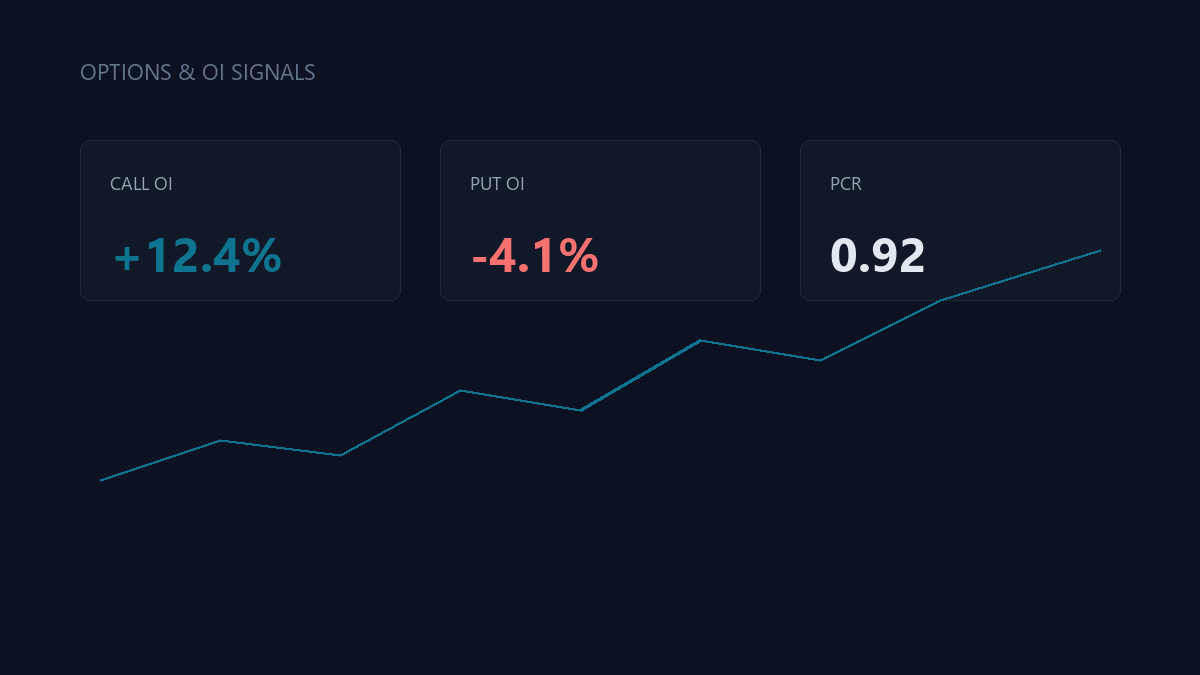 OPTIONS & OI SIGNALS
CALL OI
+12.4%
PUT OI
-4.1%
PCR
0.92